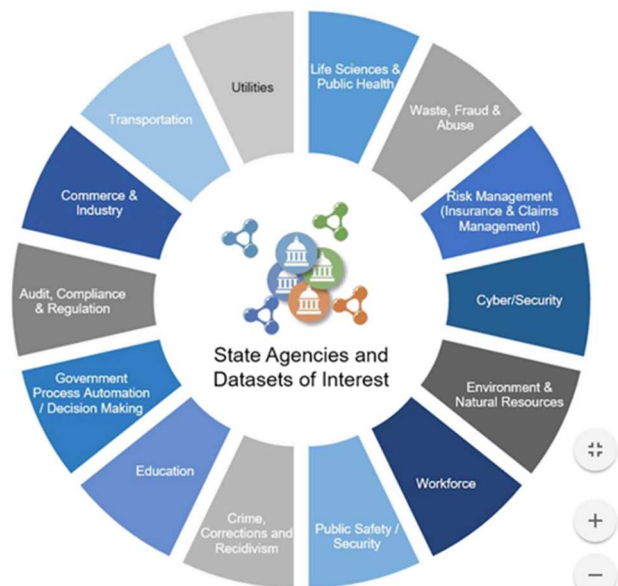 Life Sciences &
Public Health
Waste, Fraud &
Abuse
Risk Management
(Insurance & Claims
Management)
Cyber/Security
Environment &
Natural Resources
Workforce
Public Safety /
Security
Crime,
Corrections and
Recidivism
Education
Government
Process Automation
/ Decision Making
Audit, Compliance
& Regulation
Commerce &
Industry
Transportation
Utilities
State Agencies and
Datasets of Interest